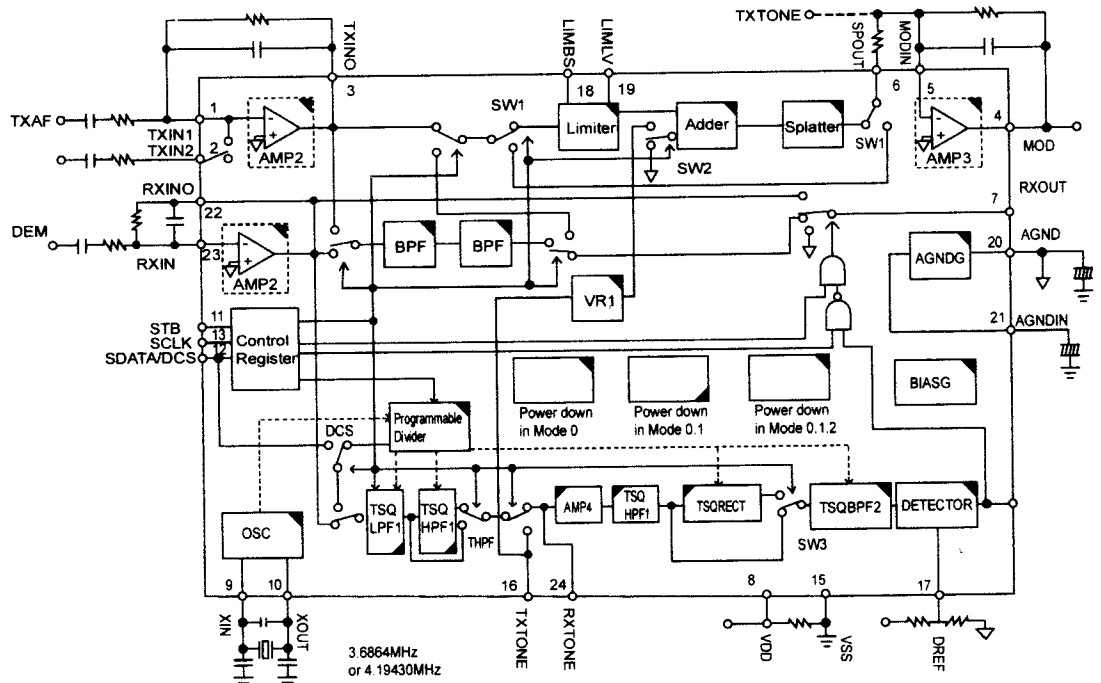 TXTONE
TXINO
LIMBS
LIMLV
SPOUT
MODIN
3
18
19
6
5
4
TXAF
1
TXIN1
2
TXIN2
AMP2
SW1
Limiter
Adder
Splatter
SW1
AMP3
MOD
SW2
RXINO
22
7
RXOUT
DEM
RXIN
23
AMP2
BPF
BPF
AGNDG
20
AGND
VR1
21
AGNDIN
STB
11
SCLK
13
SDATA/DCS
12
Control
Register
BIASG
Power down
in Mode 0
Power down
in Mode 0.1
Power down
in Mode 0.1.2
Programmable
Divider
DCS
OSC
TSQ
LPF1
TSQ
HPF1
THPF
AMP4
TSQ
HPF1
TSQRECT
SW3
TSQBPF2
DETECTOR
9
10
16
24
8
15
17
XIN
XOUT
TXTONE
RXTONE
VDD
VSS
DREF
3.6864MHz
or 4.19430MHz